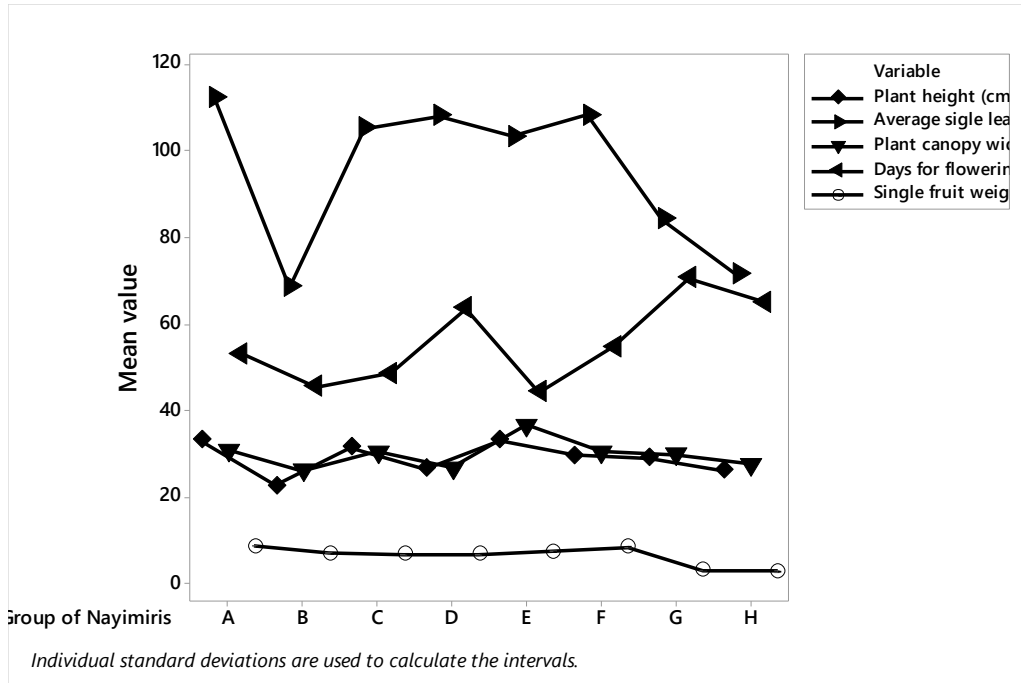 120
100
80
60
40
20
0
Mean value
Group of Nayimiris
A B C D E F G H
Variable
Plant height (cm
Average sigle lea
Plant canopy wid
Days for flowerin
Single fruit weig
Individual standard deviations are used to calculate the intervals.